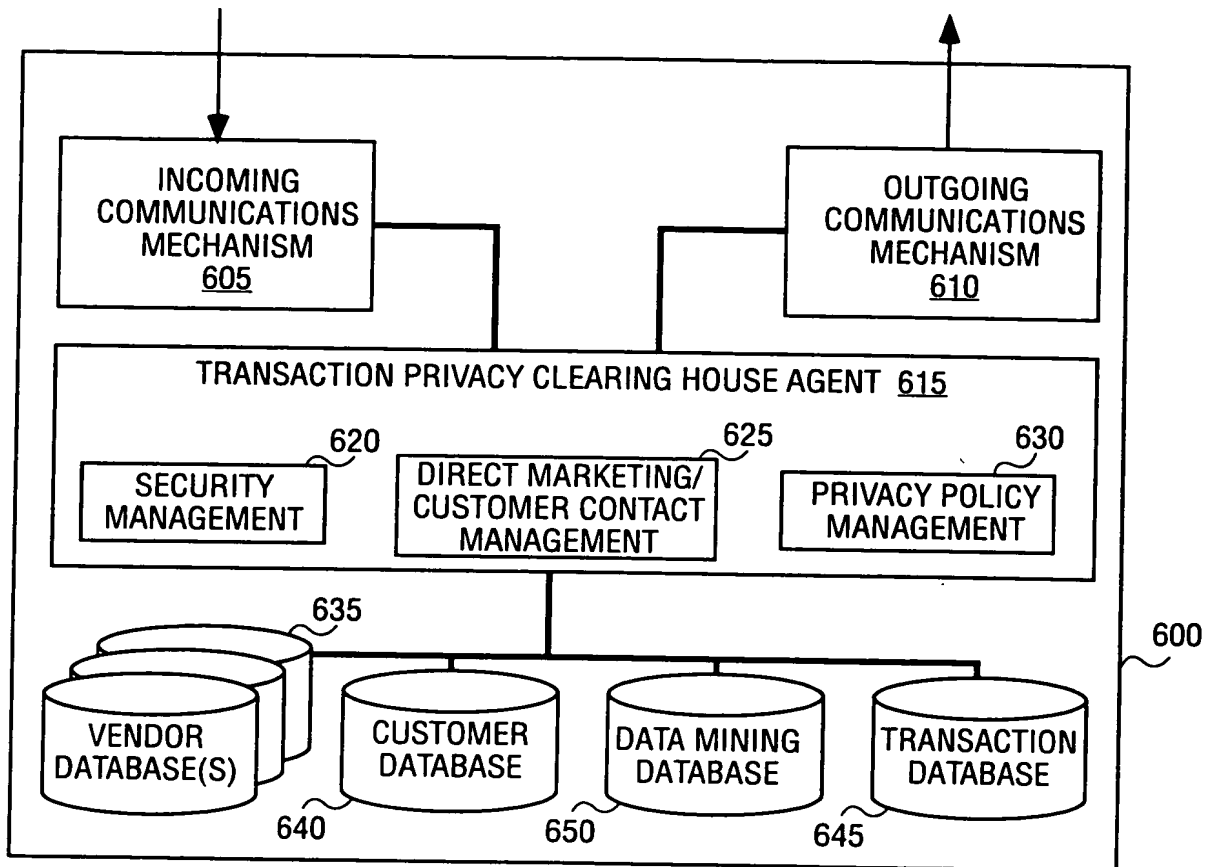 INCOMING
COMMUNICATIONS
MECHANISM
605
OUTGOING
COMMUNICATIONS
MECHANISM
610
TRANSACTION PRIVACY CLEARING HOUSE AGENT 615
620
SECURITY
MANAGEMENT
625
DIRECT MARKETING/
CUSTOMER CONTACT
MANAGEMENT
630
PRIVACY POLICY
MANAGEMENT
635
VENDOR
DATABASE(S)
CUSTOMER
DATABASE
640
DATA MINING
DATABASE
650
TRANSACTION
DATABASE
645
600